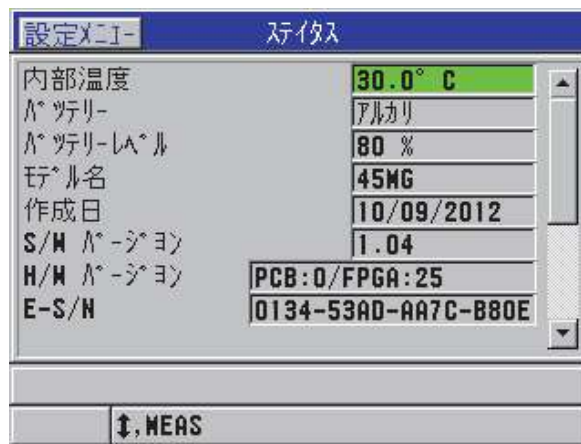 設定メニュー ステイタス
内部温度 30.0° C
バッテリー アルカリ
バッテリーレベル 80 %
モデル名 45MG
作成日 10/09/2012
S/W バージョン 1.04
H/W バージョン PCB:0/FPGA:25
E-S/N 0134-53AD-AA7C-B80E
↕,MEAS